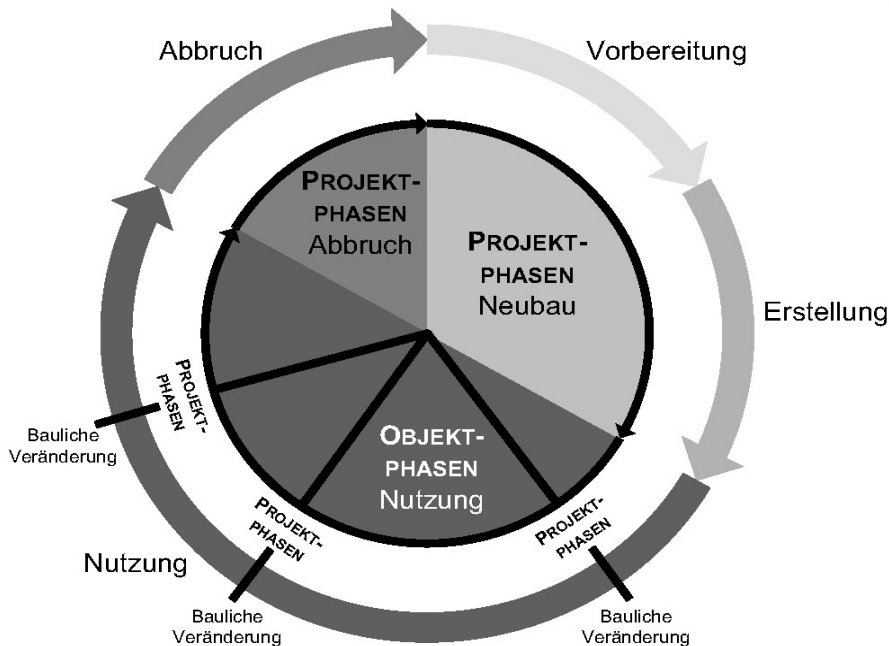 Abbruch
Vorbereitung
PROJEKT-
PHASEN
Abbruch
PROJEKT-
PHASEN
Neubau
Erstellung
PROJEKT-
PHASEN
Bauliche
Veränderung
OBJEKT-
PHASEN
Nutzung
PROJEKT-
PHASEN
PROJEKT-
PHASEN
Nutzung
Bauliche
Veränderung
Bauliche
Veränderung